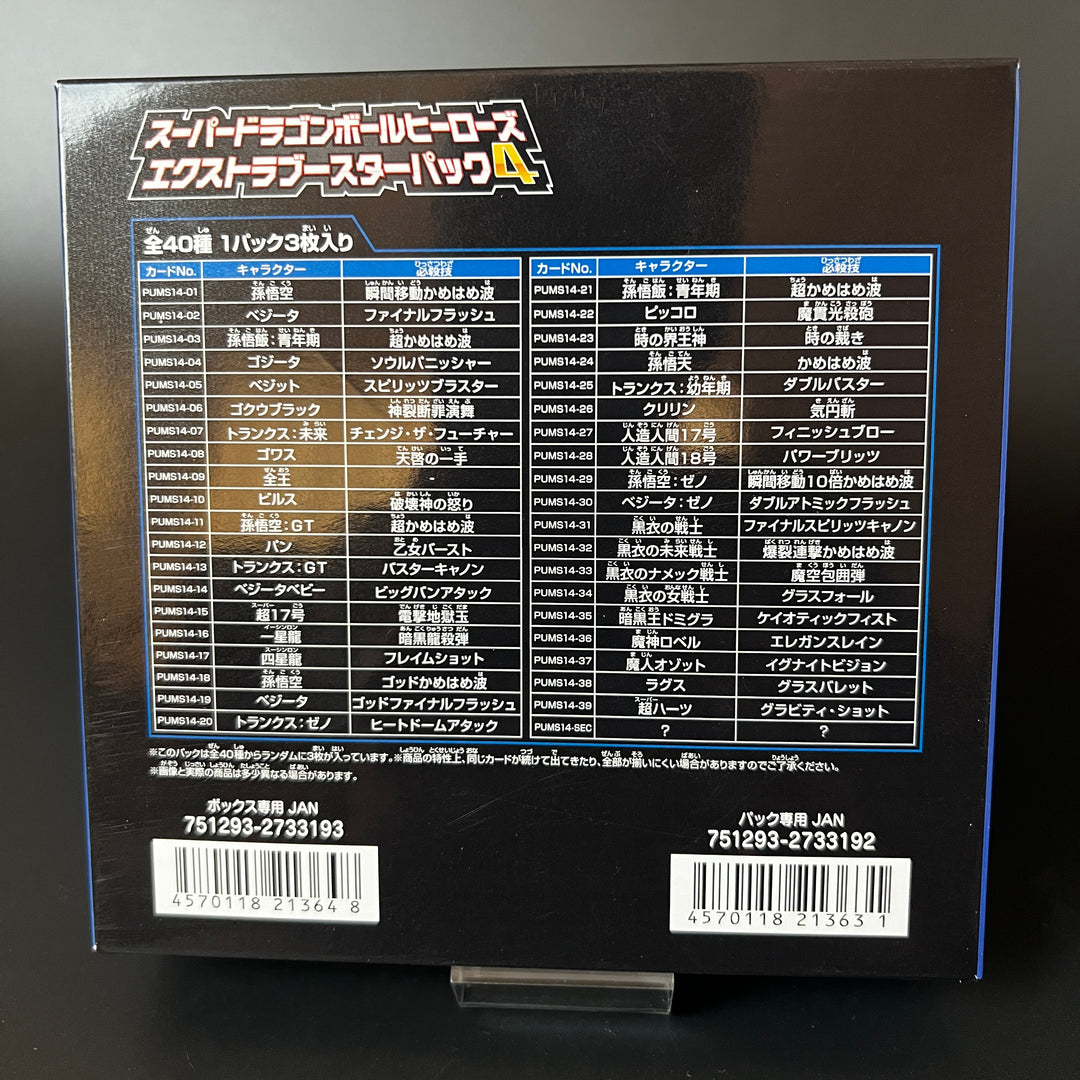 スーパードラゴンボールヒーローズ
エクストラブースターパック4
全40種 1パック3枚入り
カードNo. キャラクター 必殺技
PUMS14-01 孫悟空 瞬間移動かめはめ波
PUMS14-02 ベジータ ファイナルフラッシュ
PUMS14-03 孫悟飯:青年期 超かめはめ波
PUMS14-04 ゴジータ ソウルパニッシャー
PUMS14-05 ベジット スピリッツブラスター
PUMS14-06 ゴクウブラック 神裂断罪演舞
PUMS14-07 トランクス:未来 チェンジ・ザ・フューチャー
PUMS14-08 ゴワス 天啓の一手
PUMS14-09 全王 -
PUMS14-10 ビルス 破壊神の怒り
PUMS14-11 孫悟空:GT 超かめはめ波
PUMS14-12 パン 乙女バースト
PUMS14-13 トランクス:GT バスターキャノン
PUMS14-14 ベジータベビー ビッグバンアタック
PUMS14-15 超17号 電撃地獄玉
PUMS14-16 一星龍 暗黒龍殺弾
PUMS14-17 四星龍 フレイムショット
PUMS14-18 孫悟空 ゴッドかめはめ波
PUMS14-19 ベジータ ゴッドファイナルフラッシュ
PUMS14-20 トランクス:ゼノ ヒートドームアタック
カードNo. キャラクター 必殺技
PUMS14-21 孫悟飯:青年期 超かめはめ波
PUMS14-22 ピッコロ 魔貫光殺砲
PUMS14-23 時の界王神 時の裁き
PUMS14-24 孫悟天 かめはめ波
PUMS14-25 トランクス:幼年期 ダブルバスター
PUMS14-26 クリリン 気円斬
PUMS14-27 人造人間17号 フィニッシュブロー
PUMS14-28 人造人間18号 パワーブリッツ
PUMS14-29 孫悟空:ゼノ 瞬間移動10倍かめはめ波
PUMS14-30 ベジータ:ゼノ ダブルアトミックフラッシュ
PUMS14-31 黒衣の戦士 ファイナルスピリッツキャノン
PUMS14-32 黒衣の未来戦士 爆裂連撃かめはめ波
PUMS14-33 黒衣のナメック戦士 魔空包囲弾
PUMS14-34 黒衣の女戦士 グラスフォール
PUMS14-35 暗黒王ドミグラ ケイオティックフィスト
PUMS14-36 魔神ロベル エレガンスレイン
PUMS14-37 魔人オゾット イグナイトビジョン
PUMS14-38 ラグス グラスバレット
PUMS14-39 超ハーツ グラビティ・ショット
PUMS14-SEC ? ?
※このパックは全40種からランダムに3枚が入っています。※商品の特性上、同じカードが続けて出てきたり、全部が揃いにくい場合がありますのでご了承ください。
※画像と実際の商品は多少異なる場合があります。
ボックス専用 JAN
751293-2733193
4570118 213648
パック専用 JAN
751293-2733192
4570118 213631